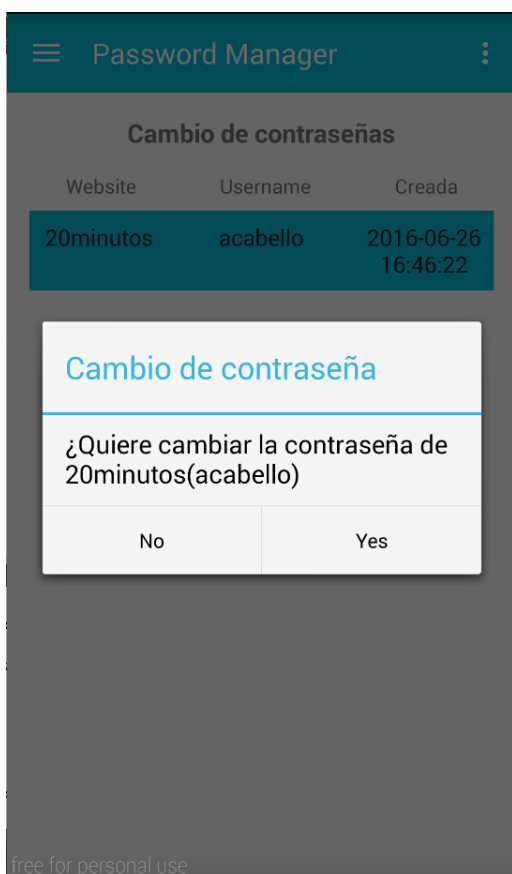 Password Manager
Cambio de contraseñas
Website Username Creada
20minutos acabello 2016-06-26
16:46:22
Cambio de contraseña
¿Quiere cambiar la contraseña de
20minutos(acabello)
No Yes
free for personal use